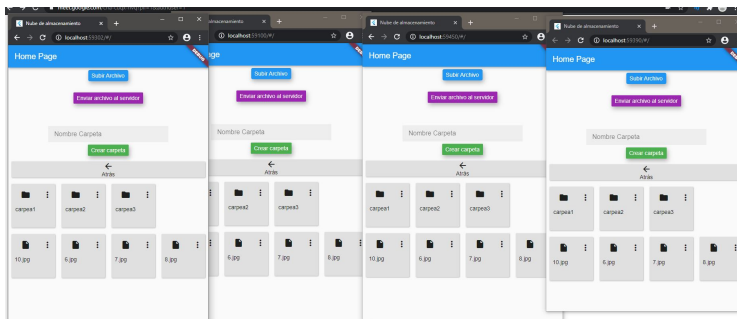 Nube de almacenamiento
localhost:59302/#/
Home Page
Subir Archivo
Enviar archivo al servidor
Nombre Carpeta
Crear carpeta
Atrás
carpea1
carpea2
carpea3
10.jpg
6.jpg
7.jpg
8.jpg
almacenamiento
localhost:59100/#/
ge
Subir Archivo
Enviar archivo al servidor
Nombre Carpeta
Crear carpeta
Atrás
carpea2
carpea3
6.jpg
7.jpg
8.jpg
Nube de almacenamiento
localhost:59450/#/
Home Page
Subir Archivo
Enviar archivo al servidor
Nombre Carpeta
Crear carpeta
Atrás
carpea1
carpea2
carpea3
10.jpg
6.jpg
7.jpg
8.jpg
Nube de almacenamiento
localhost:59390/#/
Home Page
Subir Archivo
Enviar archivo al servidor
Nombre Carpeta
Crear carpeta
Atrás
carpea1
carpea2
carpea3
10.jpg
6.jpg
7.jpg
8.jpg